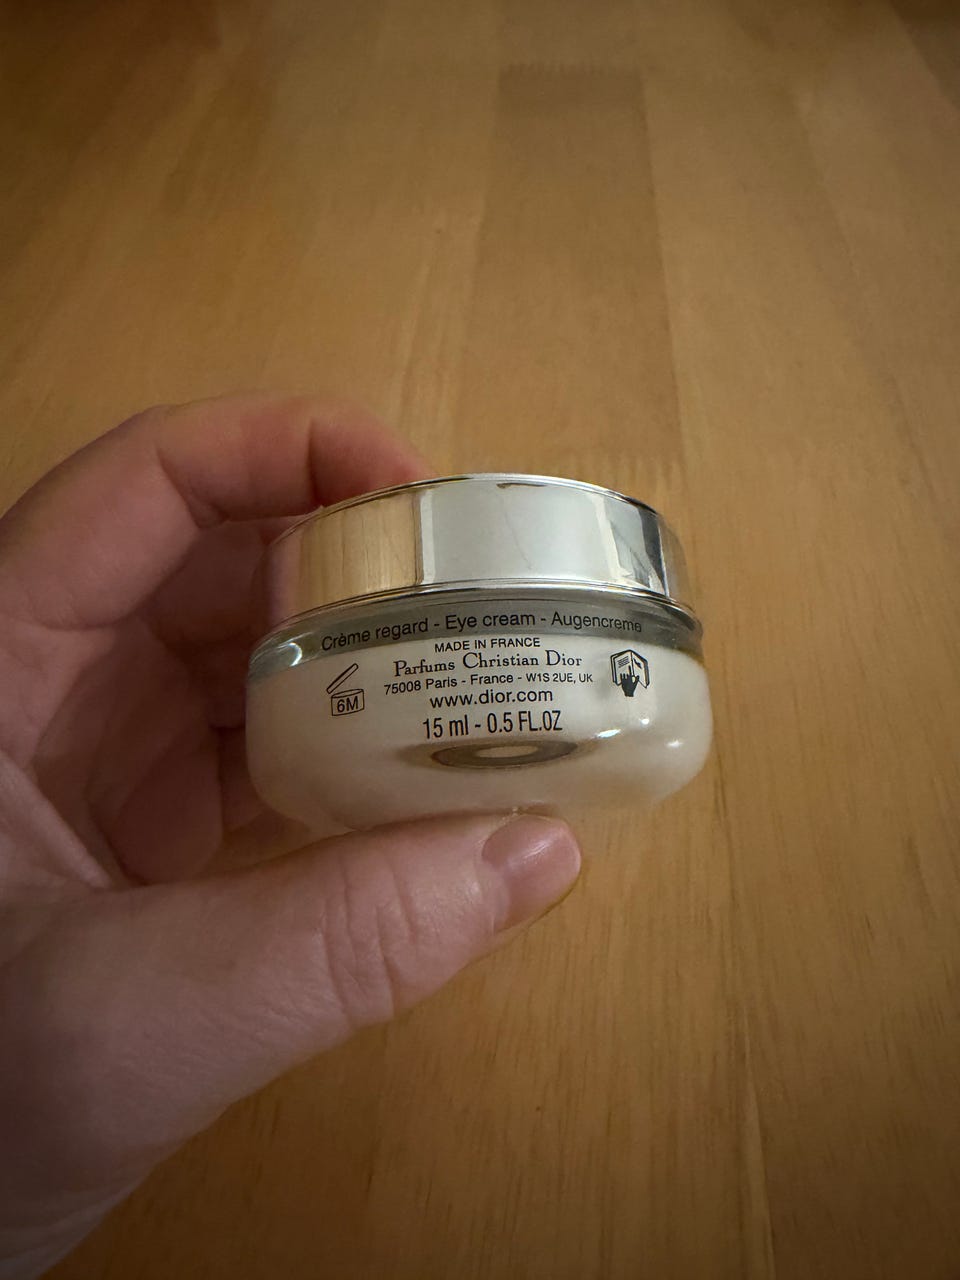 Crème regard - Eye cream - Augencreme
MADE IN FRANCE
Parfums Christian Dior
75008 Paris - France - W1S 2UE, UK
www.dior.com
15 ml - 0.5 FL.OZ
6M